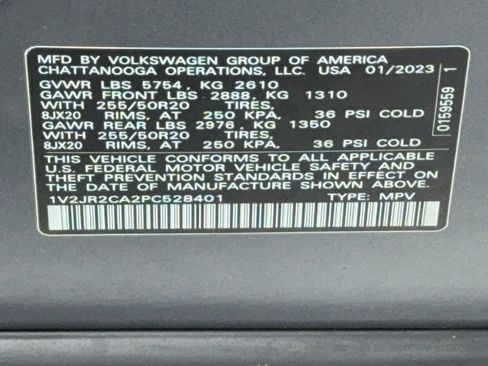 MFD BY VOLKSWAGEN GROUP OF AMERICA
CHATTANOOGA OPERATIONS, LLC. USA 01/2023
GVWR LBS 5754 , KG 2610
GAWR FRONT LBS 2888, KG 1310
WITH 255/50R20 TIRES,
8JX20 RIMS, AT 250 KPA, 36 PSI COLD
GAWR REAR LBS 2976 , KG 1350
WITH 255/50R20 TIRES,
8JX20 RIMS, AT 250 KPA, 36 PSI COLD
THIS VEHICLE CONFORMS TO ALL APPLICABLE
U.S. FEDERAL MOTOR VEHICLE SAFETY AND
THEFT PREVENTION STANDARDS IN EFFECT ON
THE DATE OF MANUFACTURE SHOWN ABOVE.
1V2JR2CA2PC528401 TYPE: MPV
0159559 1